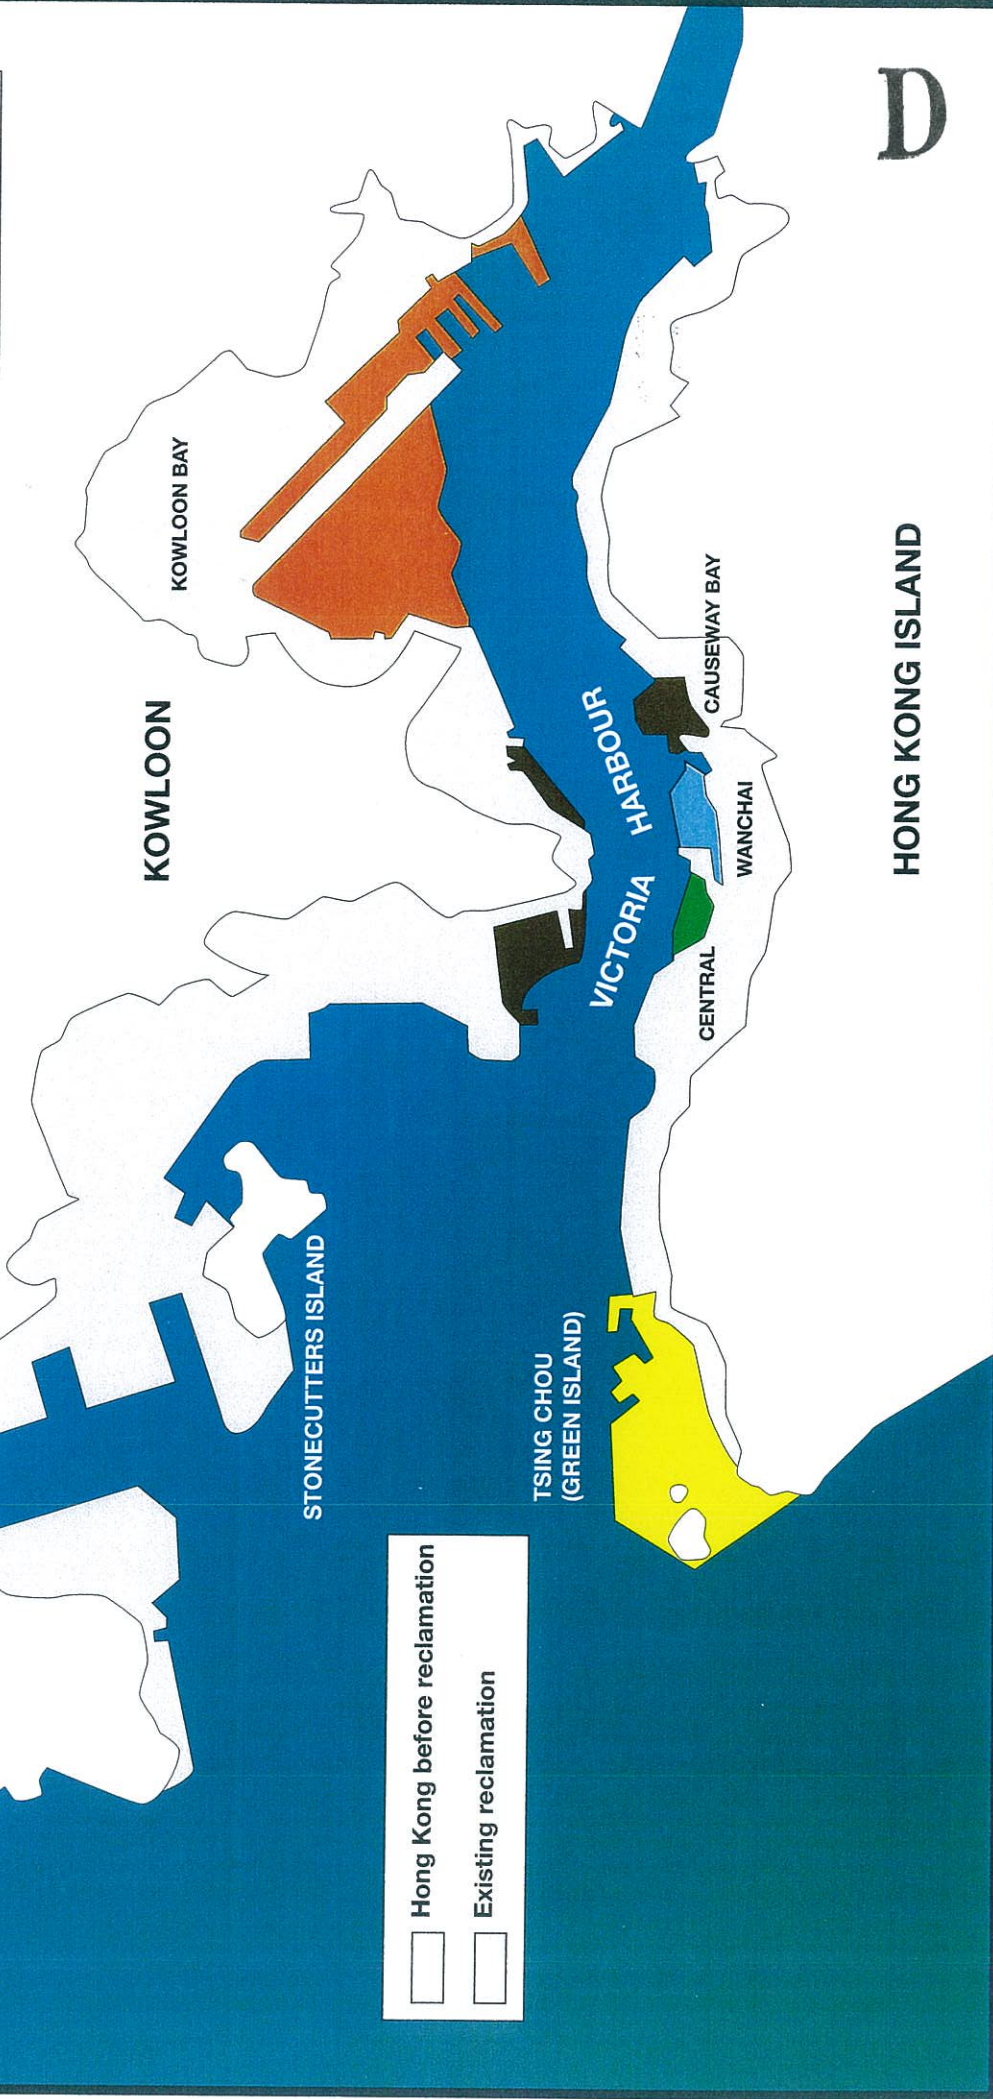 D
KOWLOON BAY
KOWLOON
VICTORIA HARBOUR
CAUSEWAY BAY
WANCHAI
CENTRAL
HONG KONG ISLAND
STONECUTTERS ISLAND
TSING CHOU
(GREEN ISLAND)
Hong Kong before reclamation
Existing reclamation